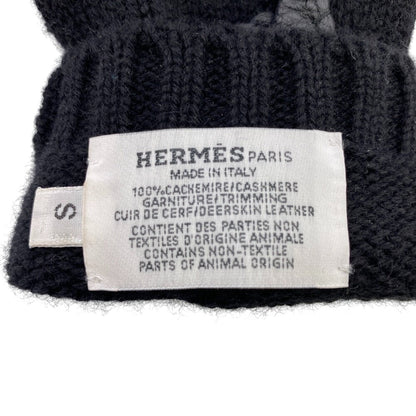 HERMÈS PARIS
MADE IN ITALY
100%CACHEMIRE/CASHMERE
GARNITURE/TRIMMING
CUIR DE CERF/DEERSKIN LEATHER
CONTIENT DES PARTIES NON
TEXTILES D'ORIGINE ANIMALE
CONTAINS NON-TEXTILE
PARTS OF ANIMAL ORIGIN
S